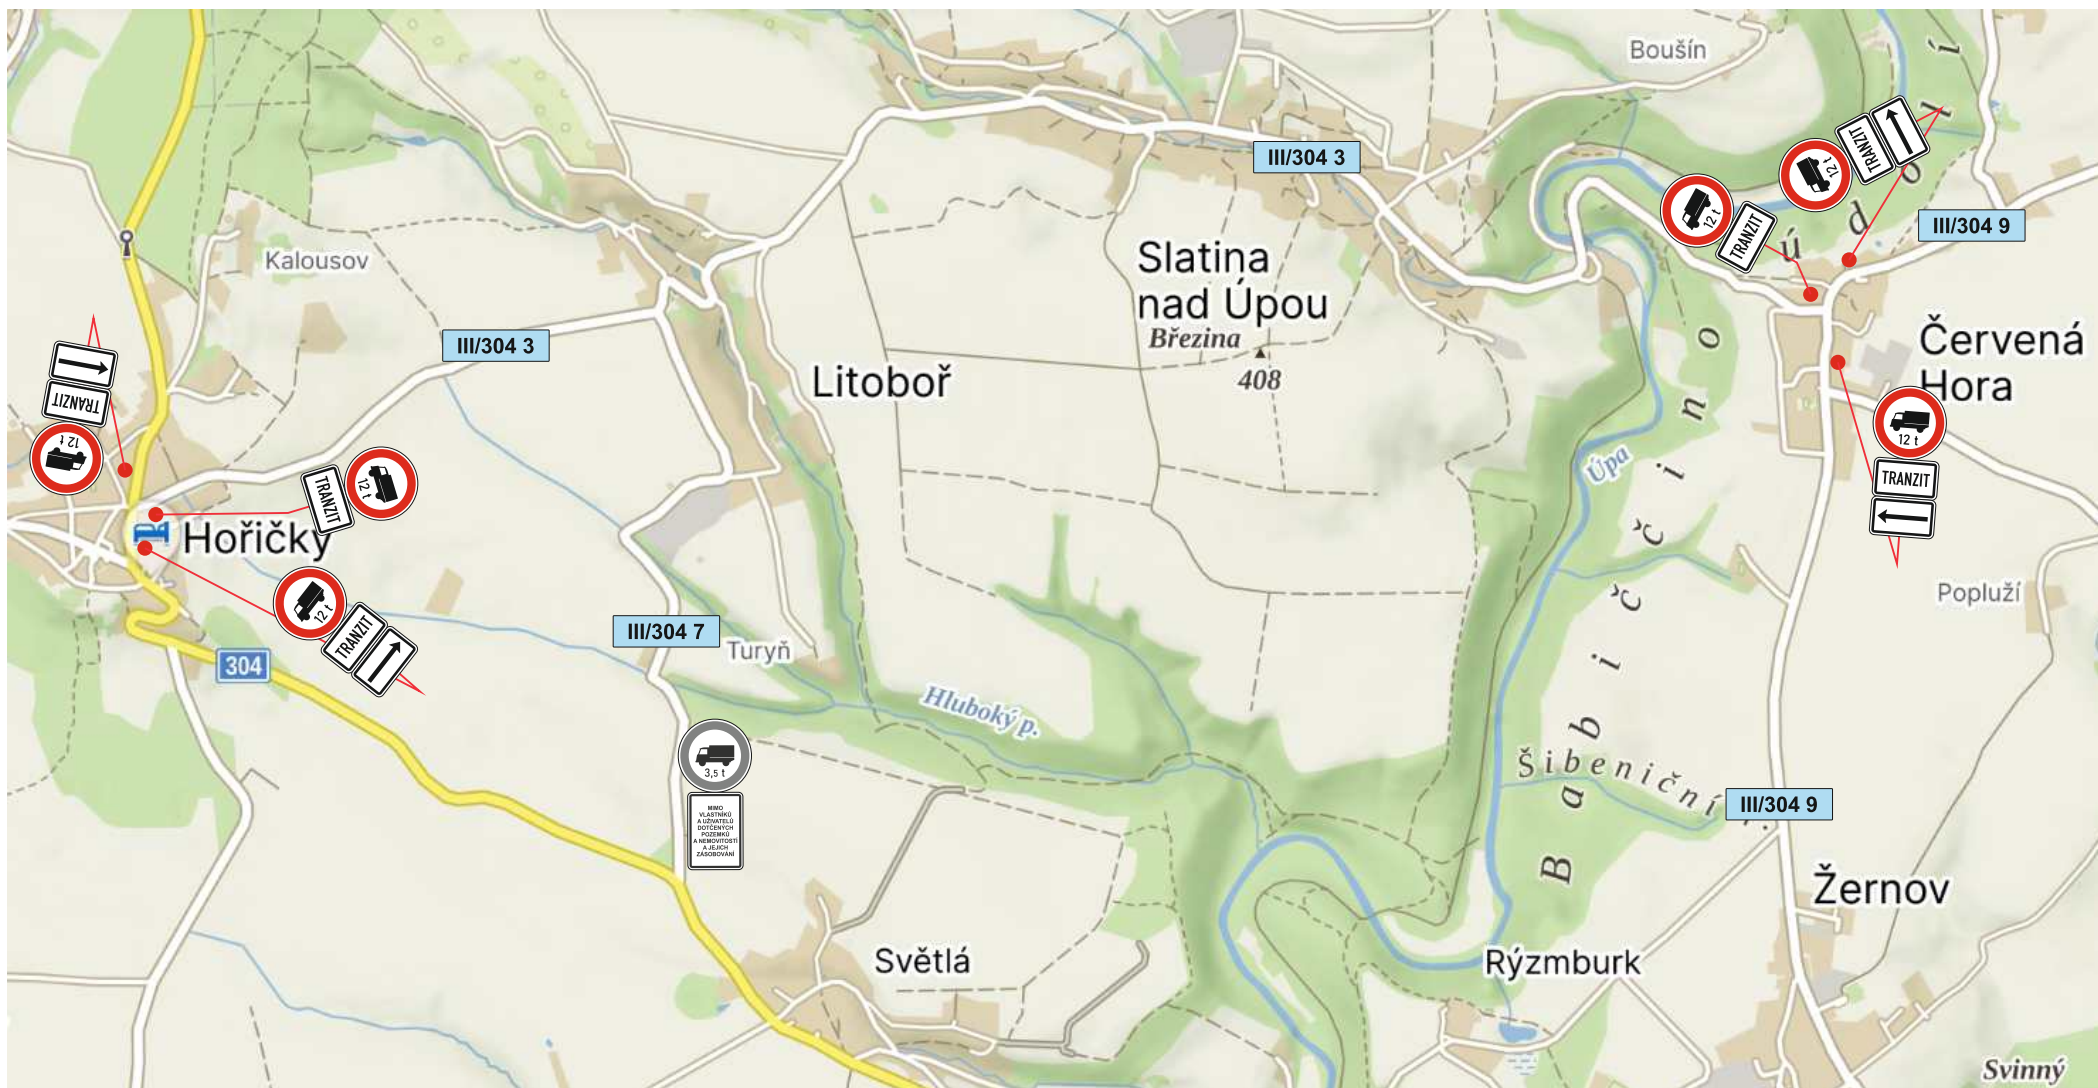 Boušín
III/304 3
TRANZIT
12 t
12 t
TRANZIT
III/304 9
Babiččino údolí
Kalousov
Slatina
nad Úpou
Březina
408
III/304 3
Litoboř
Červená
Hora
TRANZIT
12 t
12 t
TRANZIT
12 t
TRANZIT
Úpa
Hořičky
12 t
TRANZIT
Popluží
III/304 7
Turyň
304
Hluboký p.
3,5 t
MIMO
VLASTNÍKŮ
A UŽIVATELŮ
DOTČENÝCH
POZEMKŮ
A NEMOVITOSTÍ
A JEJICH
ZÁSOBOVÁNÍ
Šibeniční
III/304 9
Žernov
Světlá
Rýzmburk
Svinný